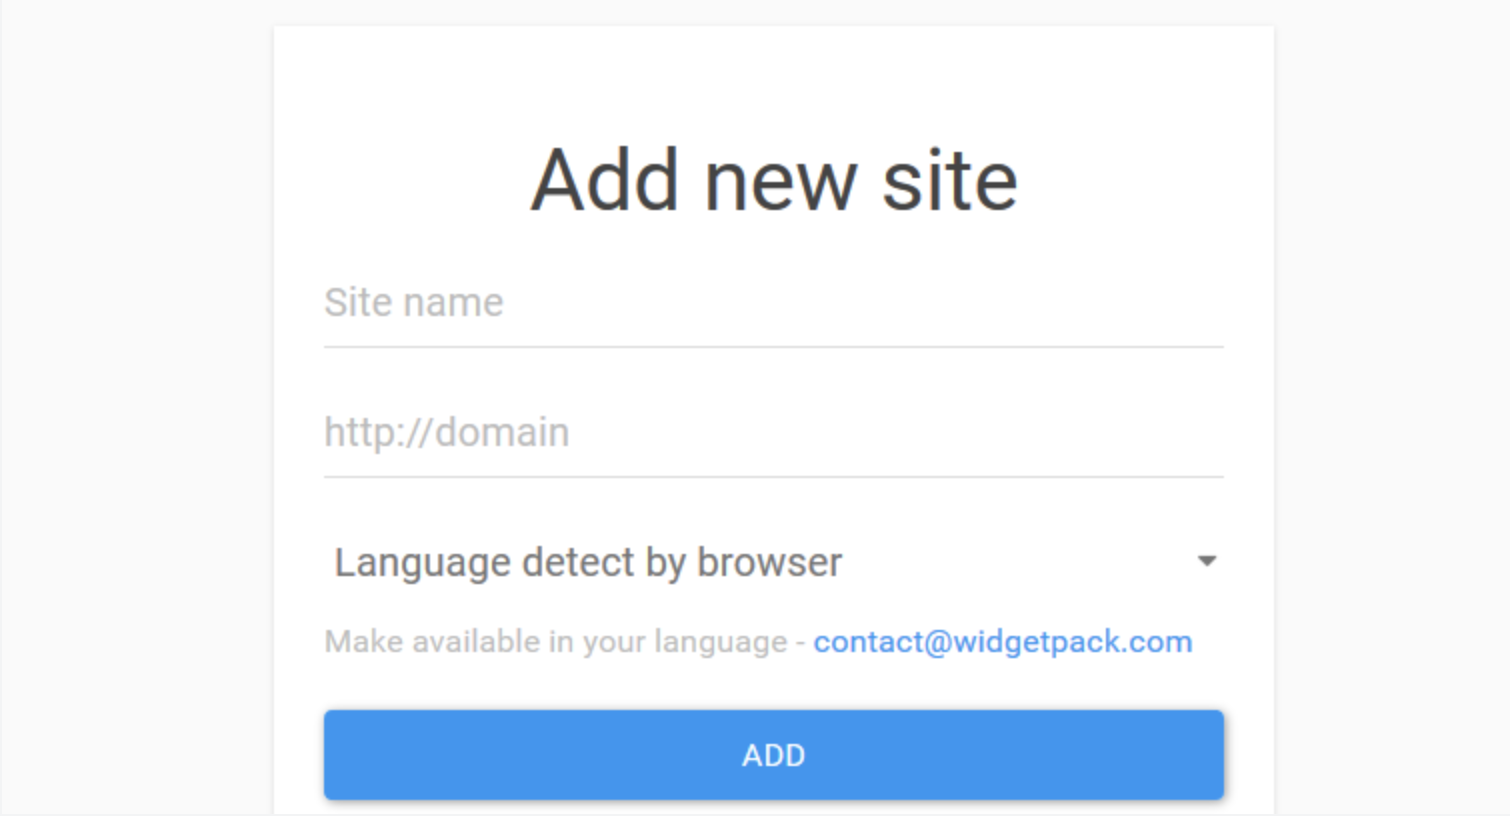 Add new site
Site name
http://domain
Language detect by browser
Make available in your language - contact@widgetpack.com
ADD